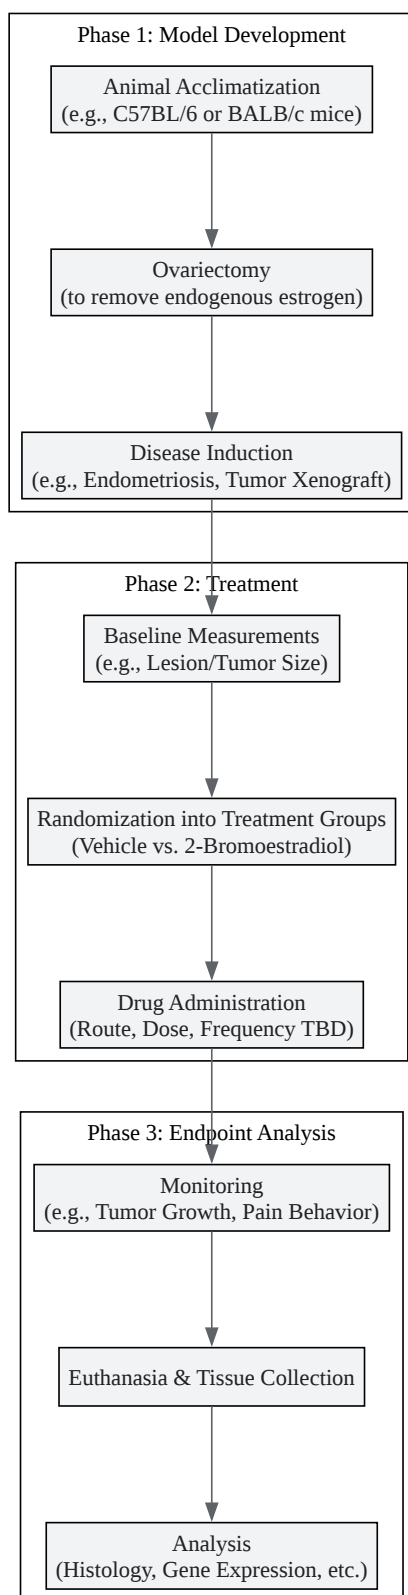 Phase 1: Model Development
Animal Acclimatization
(e.g., C57BL/6 or BALB/c mice)
Ovariectomy
(to remove endogenous estrogen)
Disease Induction
(e.g., Endometriosis, Tumor Xenograft)
Phase 2: Treatment
Baseline Measurements
(e.g., Lesion/Tumor Size)
Randomization into Treatment Groups
(Vehicle vs. 2-Bromoestradiol)
Drug Administration
(Route, Dose, Frequency TBD)
Phase 3: Endpoint Analysis
Monitoring
(e.g., Tumor Growth, Pain Behavior)
Euthanasia & Tissue Collection
Analysis
(Histology, Gene Expression, etc.)